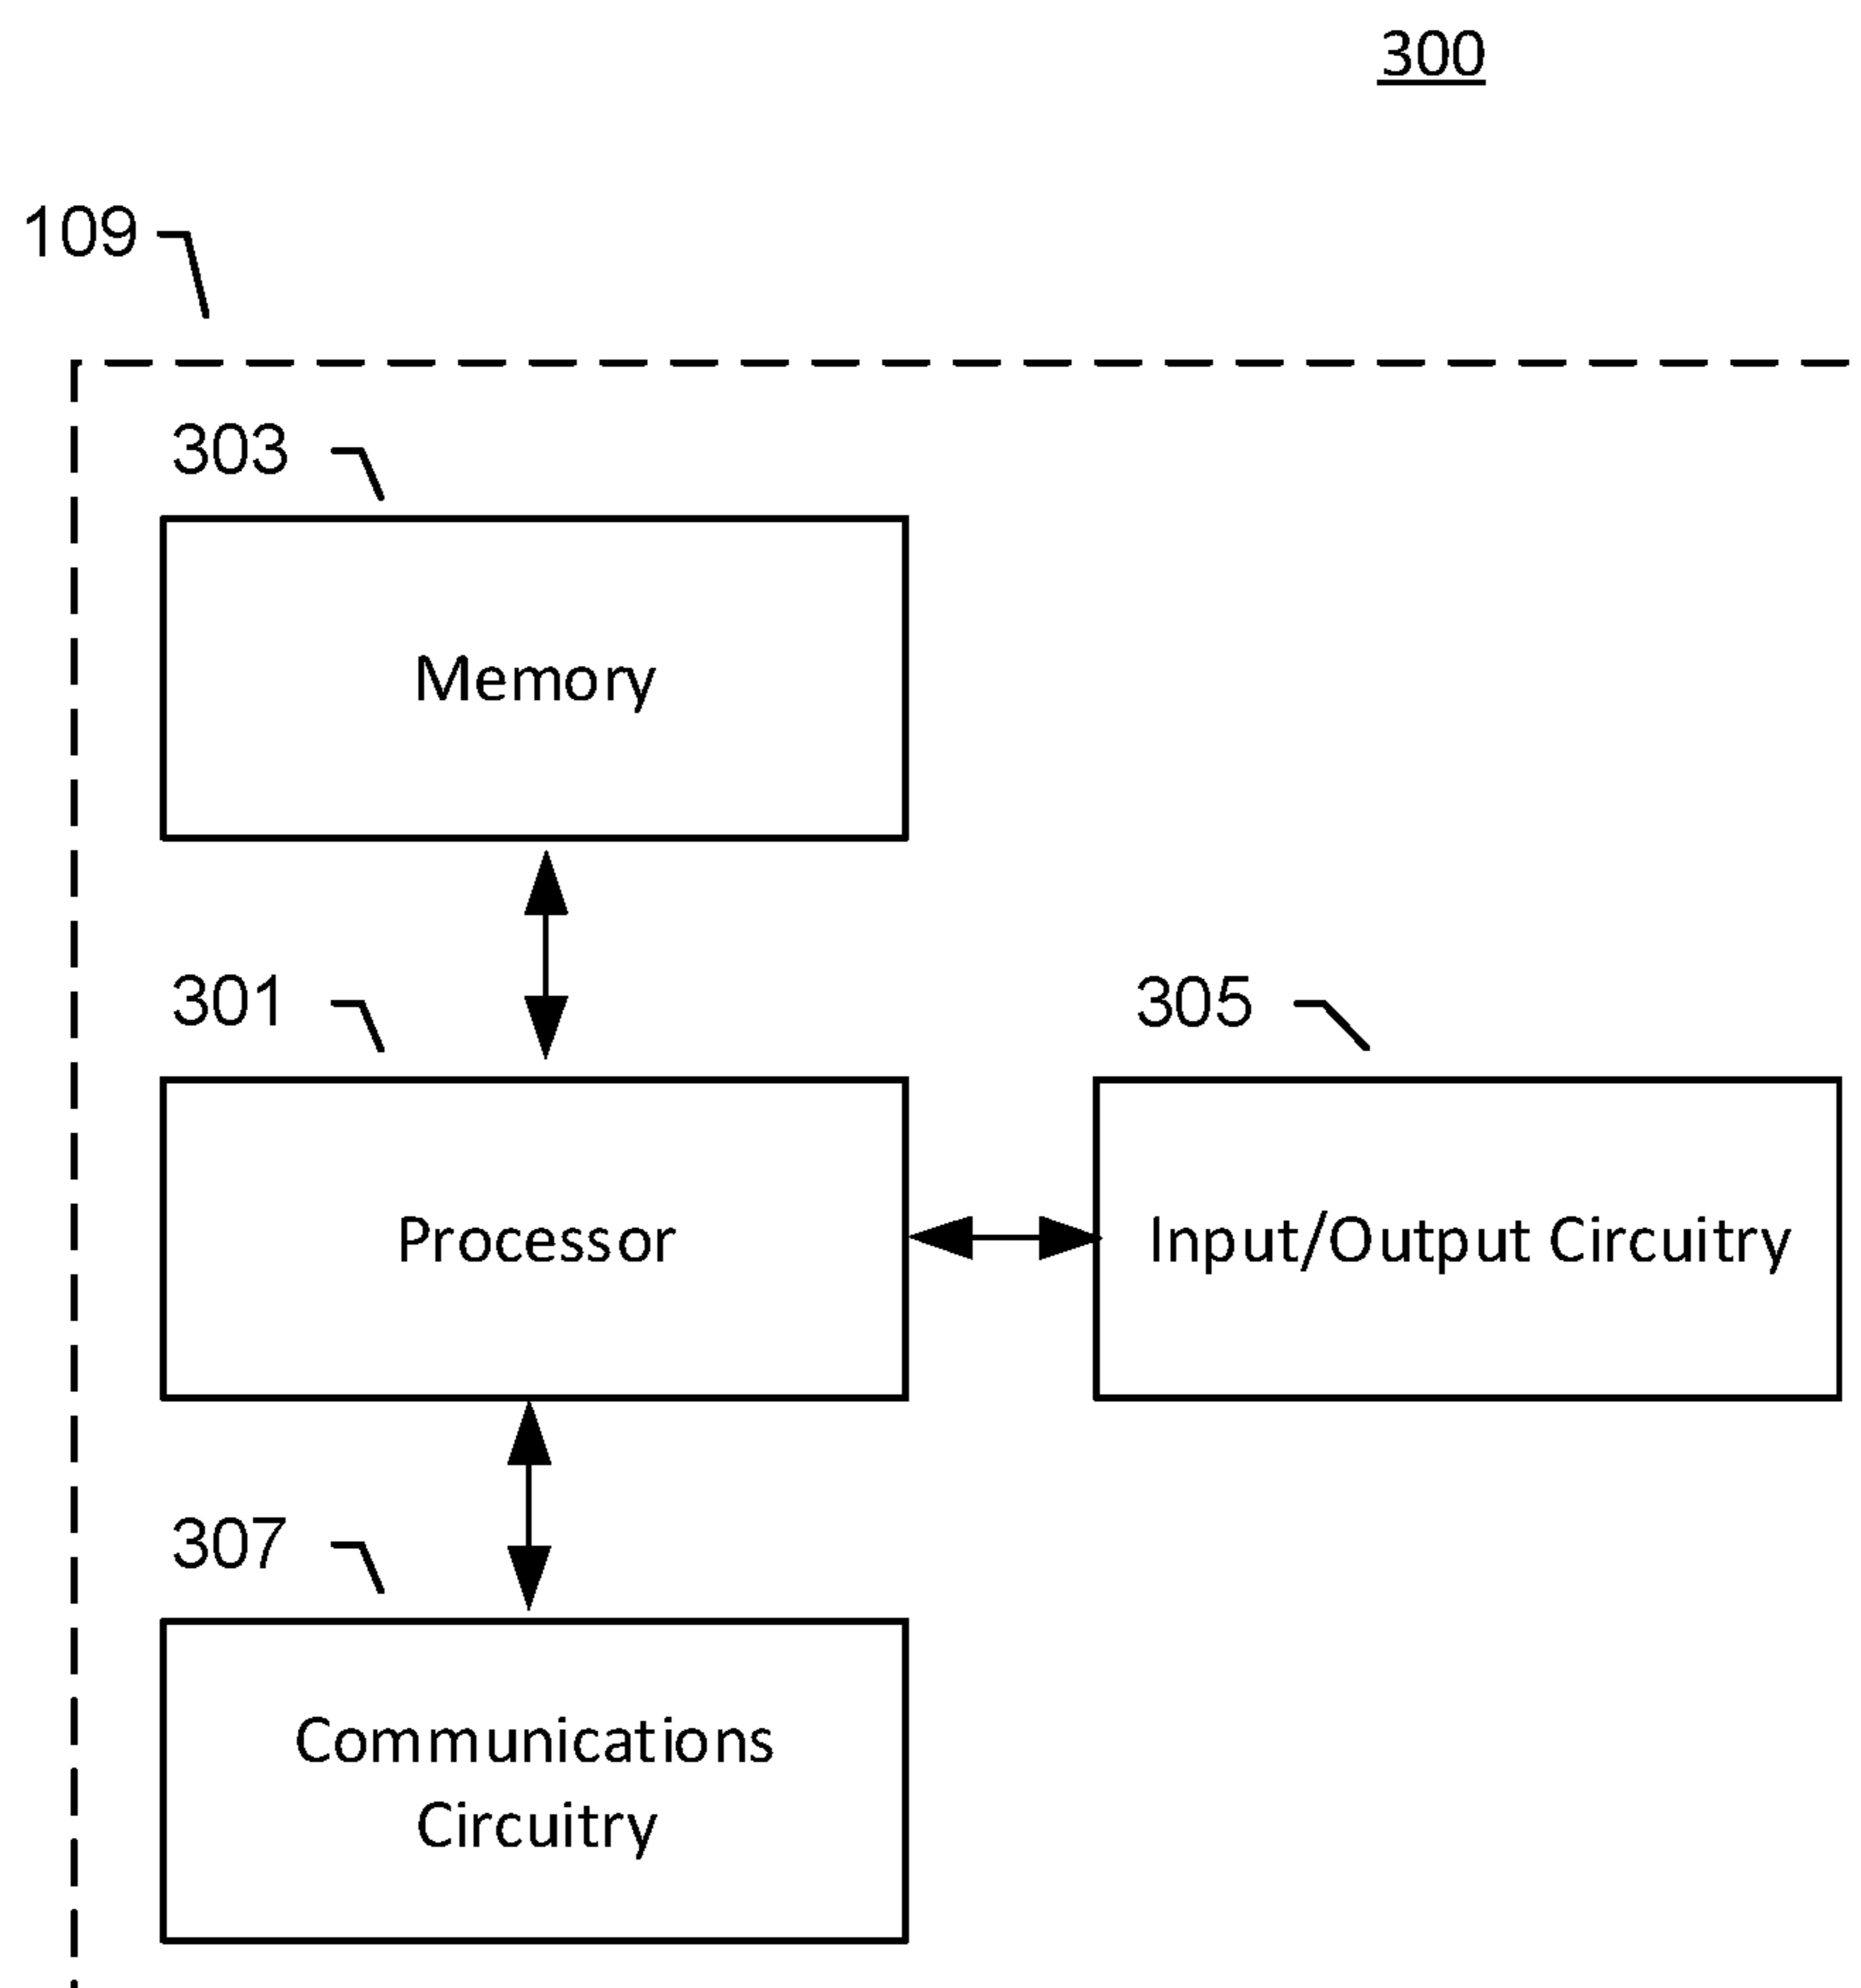 300
109
303
Memory
301
305
Processor
Input/Output Circuitry
307
Communications
Circuitry